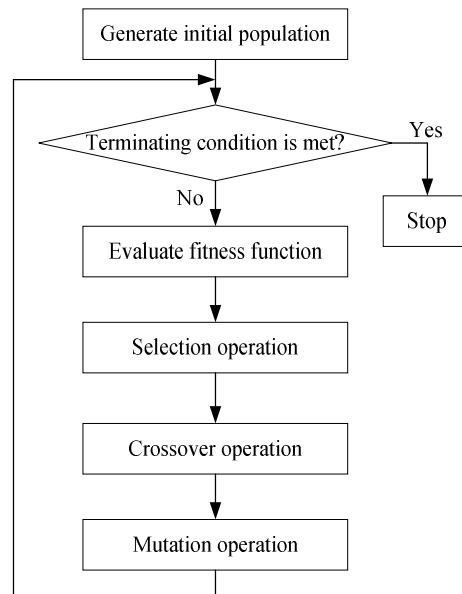 Generate initial population
Terminating condition is met?
Yes
No
Stop
Evaluate fitness function
Selection operation
Crossover operation
Mutation operation